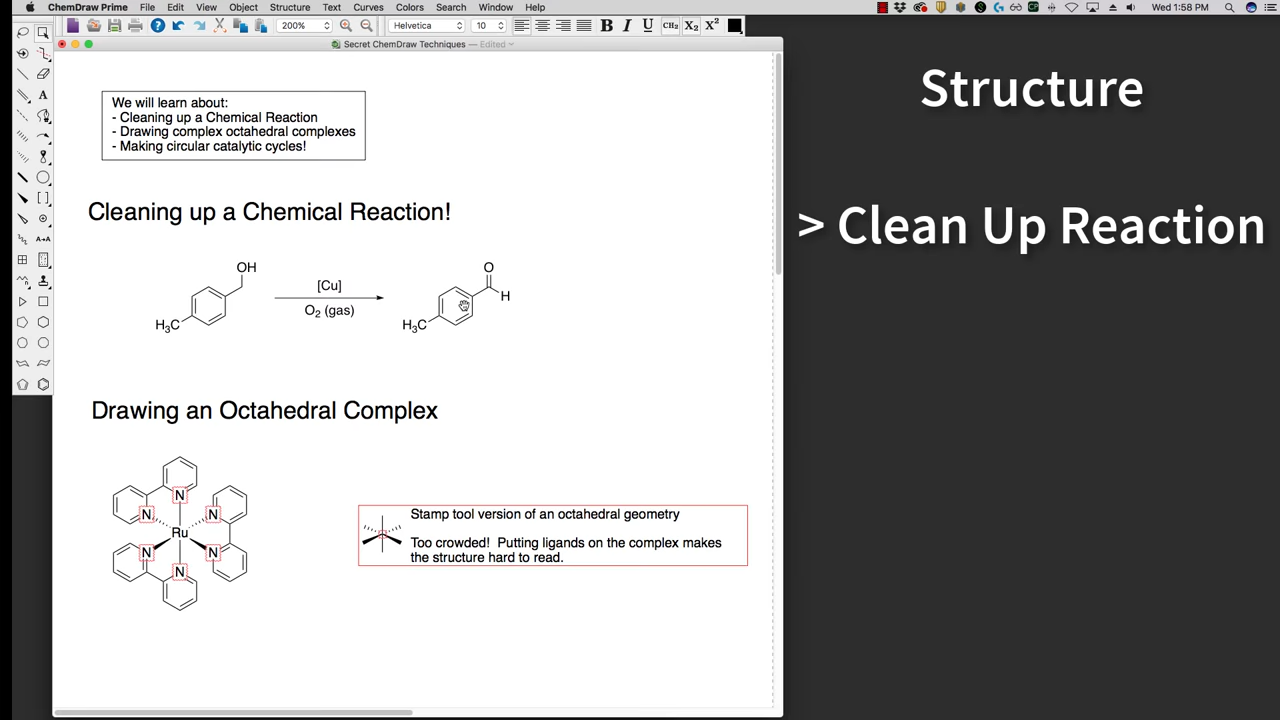 ChemDraw Prime File Edit View Object Structure Text Curves Colors Search Window Help Wed 1:58 PM
200% Helvetica 10 B I U CH2 X2 X2
Secret ChemDraw Techniques — Edited
A
A→A
We will learn about:
- Cleaning up a Chemical Reaction
- Drawing complex octahedral complexes
- Making circular catalytic cycles!
Structure
> Clean Up Reaction
Cleaning up a Chemical Reaction!
OH
O
[Cu]
H
O2 (gas)
H3C
H3C
Drawing an Octahedral Complex
N
N
N
Ru
N
N
N
Stamp tool version of an octahedral geometry
Too crowded! Putting ligands on the complex makes
the structure hard to read.